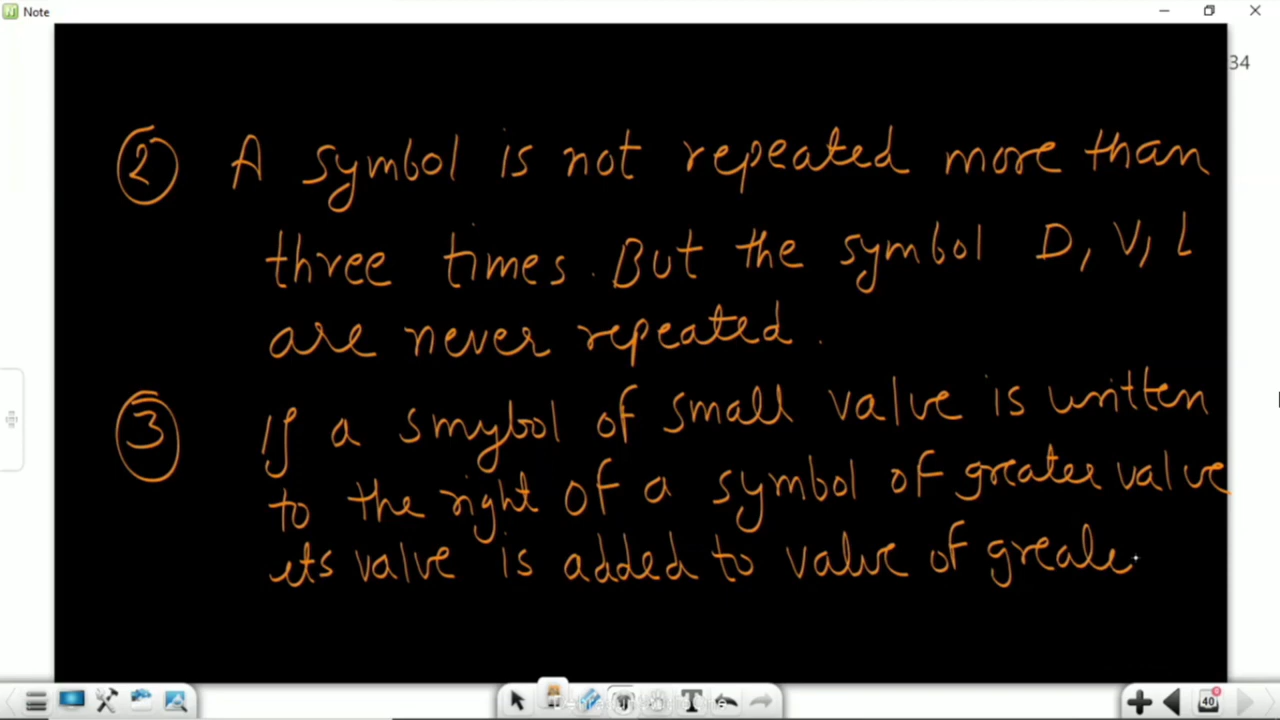 Note
34
2 A symbol is not repeated more than
three times. But the symbol D, V, L
are never repeated.
3 If a smybol of small value is written
to the right of a symbol of greater value
its value is added to value of greate
T
40